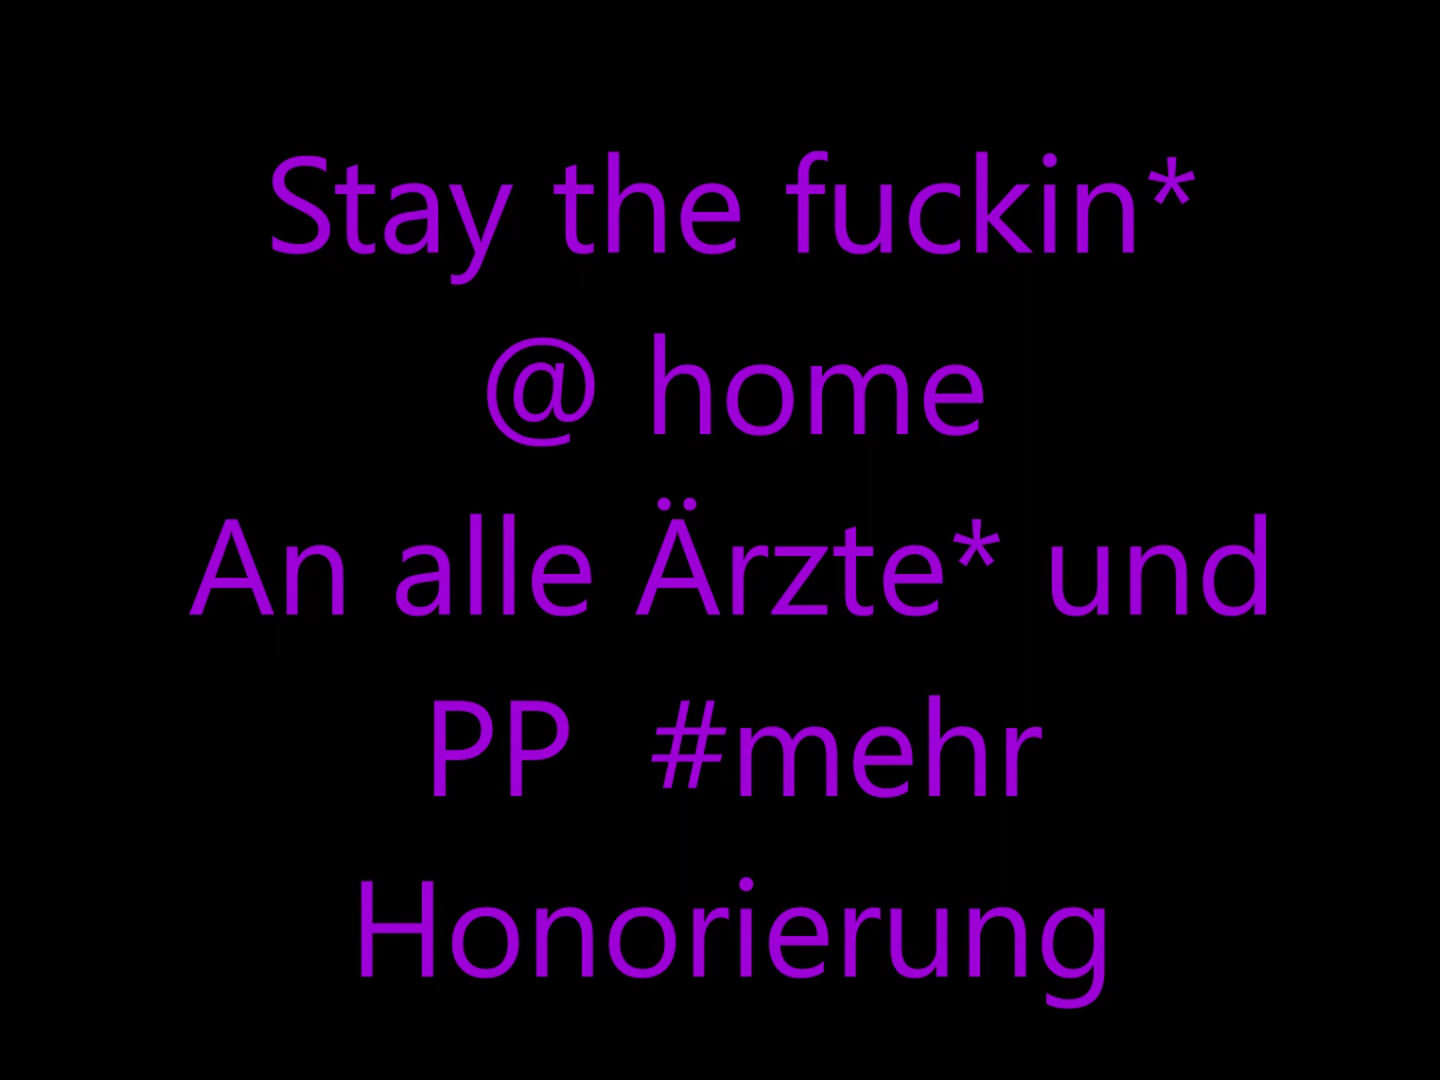 Stay the fuckin*
@ home
An alle Ärzte* und
PP  #mehr
Honorierung